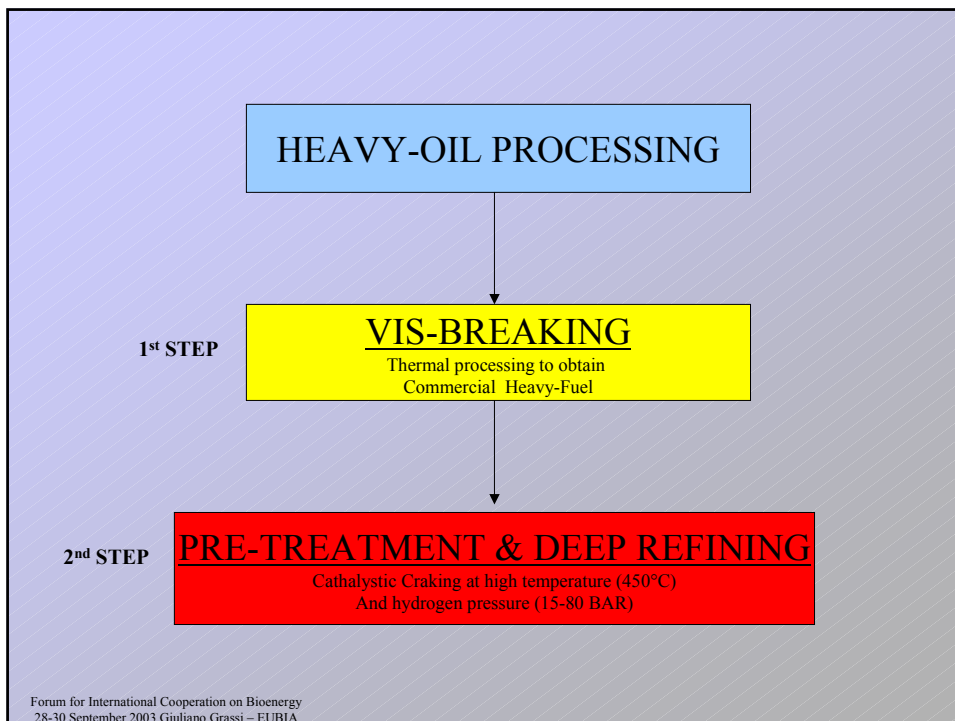 HEAVY-OIL PROCESSING
1st STEP
VIS-BREAKING
Thermal processing to obtain
Commercial Heavy-Fuel
2nd STEP
PRE-TREATMENT & DEEP REFINING
Cathalystic Craking at high temperature (450°C)
And hydrogen pressure (15-80 BAR)
Forum for International Cooperation on Bioenergy
28-30 September 2003 Giuliano Grassi – EUBIA